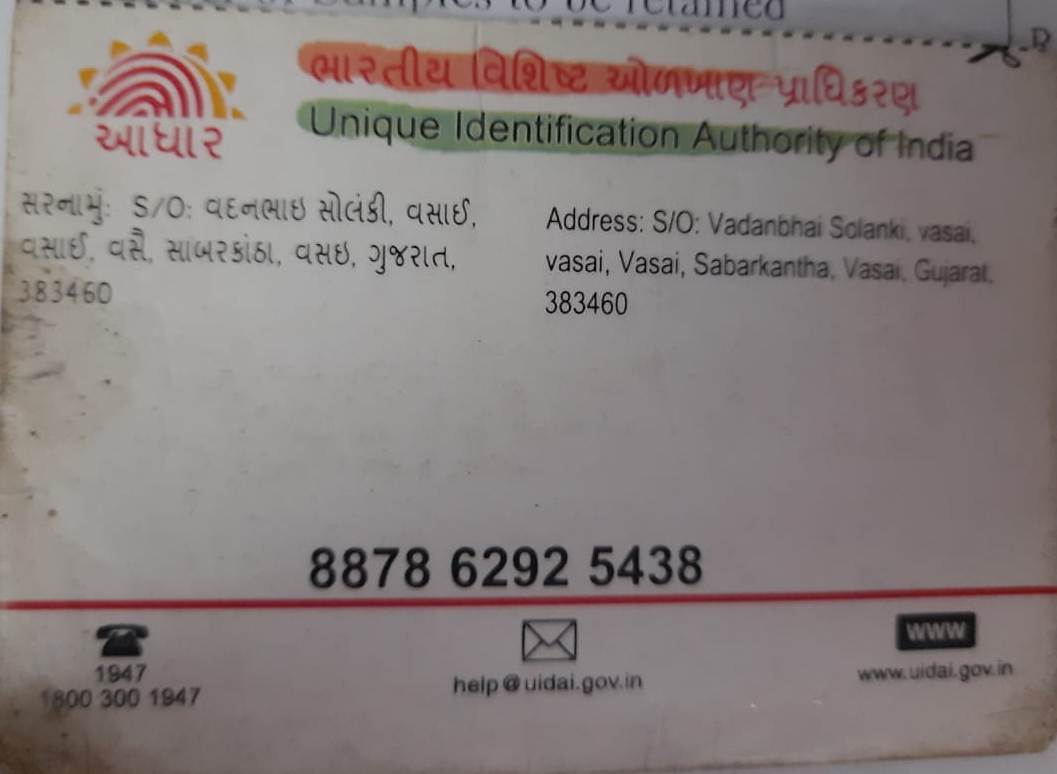 of Samples to be retained
આધાર
ભારતીય વિશિષ્ટ ઓળખાણ પ્રાધિકરણ
Unique Identification Authority of India
સરનામું: S/O: વદનભાઇ સોલંકી, વસાઈ,
વસાઈ, વસૈ, સાબરકાંઠા, વસઇ, ગુજરાત,
383460
Address: S/O: Vadanbhai Solanki, vasai,
vasai, Vasai, Sabarkantha, Vasai, Gujarat,
383460
8878 6292 5438
1947
1800 300 1947
help@uidai.gov.in
www
www.uidai.gov.in